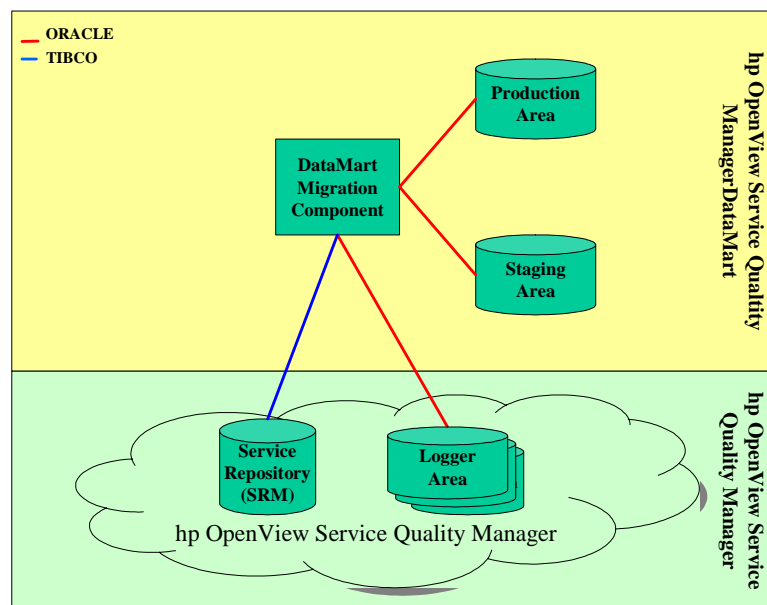 ORACLE
TIBCO
Production
Area
DataMart
Migration
Component
Staging
Area
hp OpenView Service Qualtity
ManagerDataMart
Service
Repository
(SRM)
Logger
Area
hp OpenView Service Quality Manager
hp OpenView Service
Quality Manager